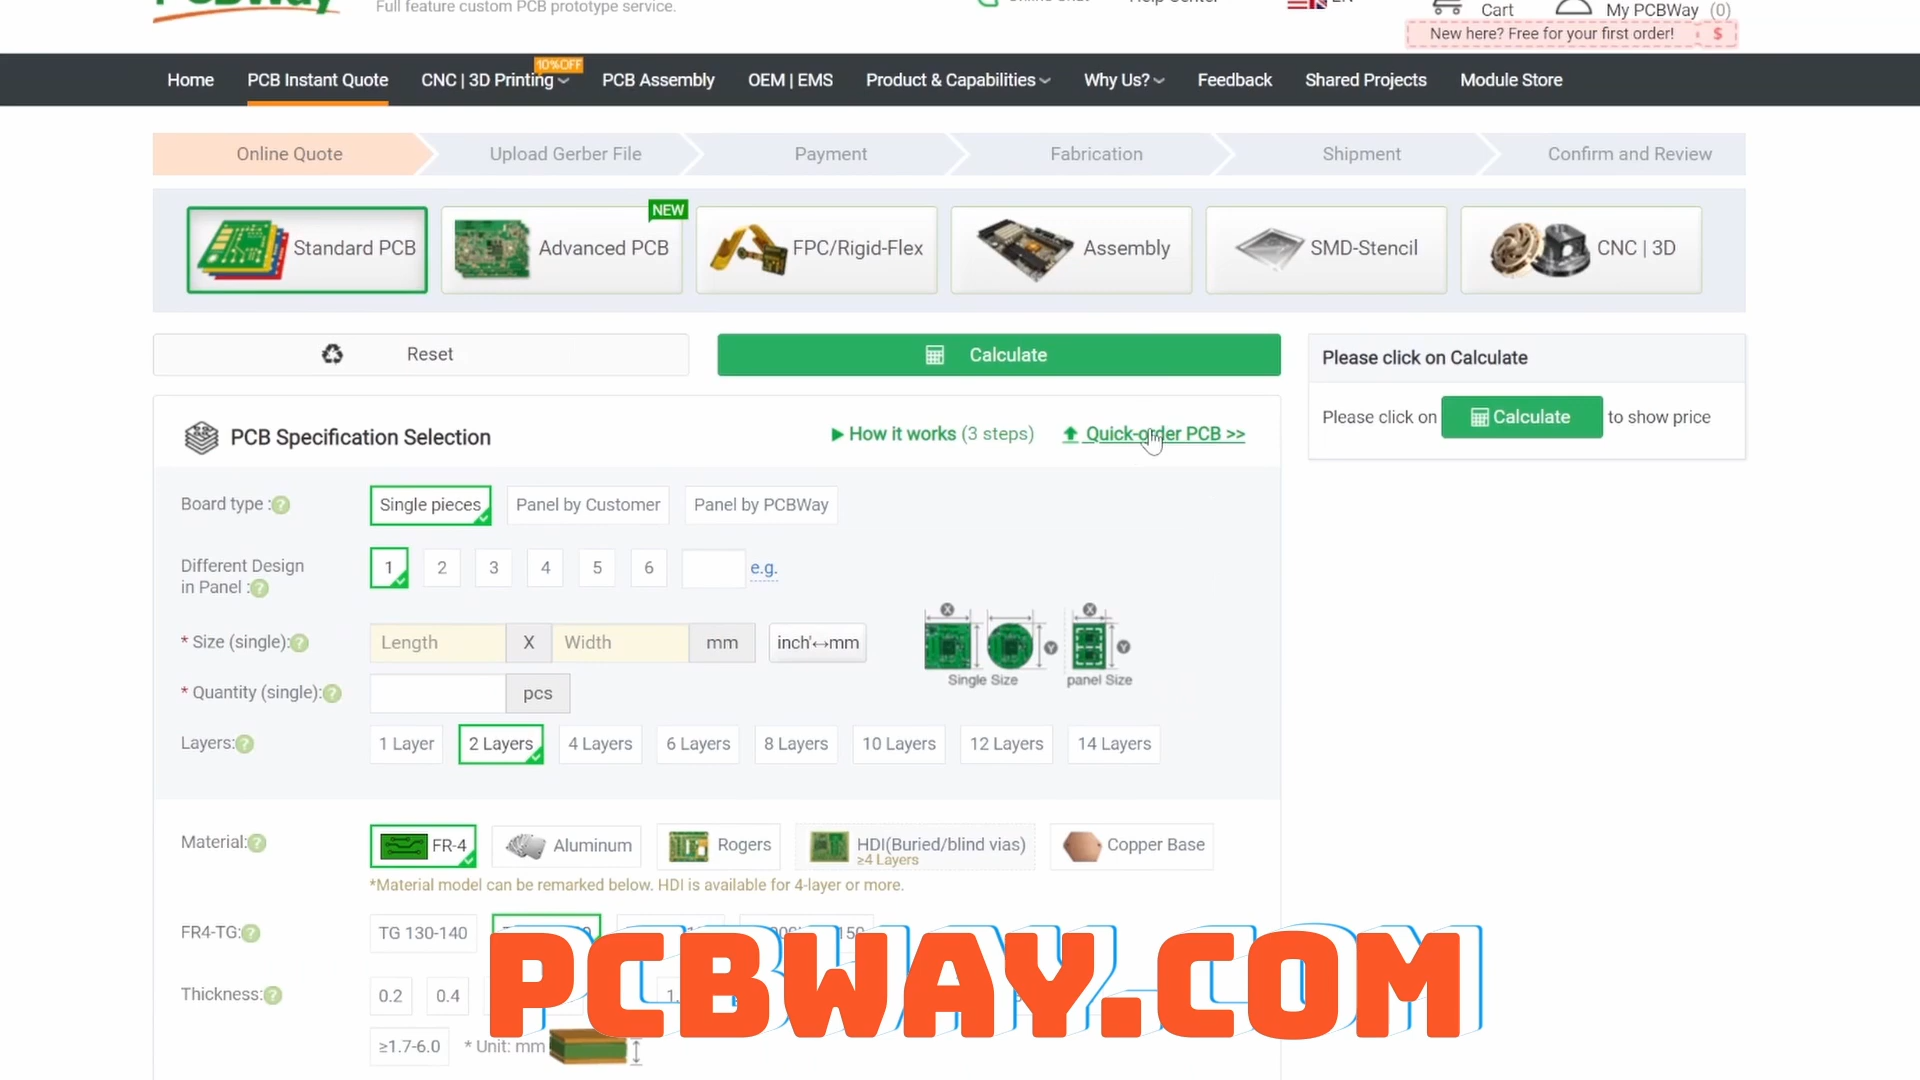 PCBWay
Full feature custom PCB prototype service.
Online Chat
Help Center
EN
Cart
My PCBWay (0)
New here? Free for your first order! $
Home
PCB Instant Quote
CNC | 3D Printing
10%OFF
PCB Assembly
OEM | EMS
Product & Capabilities
Why Us?
Feedback
Shared Projects
Module Store
Online Quote
Upload Gerber File
Payment
Fabrication
Shipment
Confirm and Review
Standard PCB
Advanced PCB
NEW
FPC/Rigid-Flex
Assembly
SMD-Stencil
CNC | 3D
Reset
Calculate
Please click on Calculate
Please click on Calculate to show price
PCB Specification Selection
How it works (3 steps)
Quick-order PCB >>
Board type :?
Single pieces
Panel by Customer
Panel by PCBWay
Different Design
in Panel :?
1 2 3 4 5 6 e.g.
* Size (single):?
Length X Width mm inch↔mm
X X
Y Y
Single Size panel Size
* Quantity (single):?
pcs
Layers:?
1 Layer 2 Layers 4 Layers 6 Layers 8 Layers 10 Layers 12 Layers 14 Layers
Material:?
FR-4 Aluminum Rogers HDI(Buried/blind vias) Copper Base
≥4 Layers
*Material model can be remarked below. HDI is available for 4-layer or more.
FR4-TG:?
TG 130-140
Thickness:?
0.2 0.4
≥1.7-6.0 * Unit: mm
PCBWAY.COM